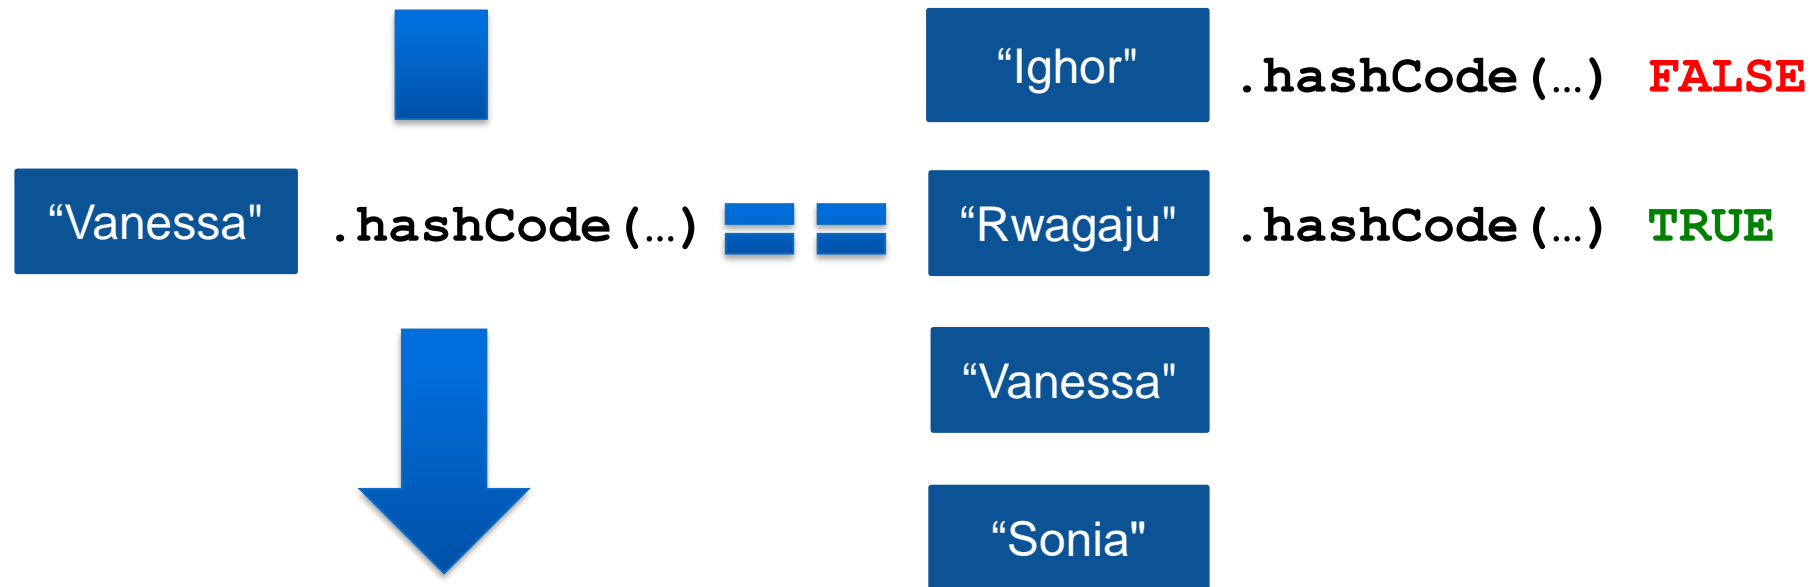 “Ighor" .hashCode(…) FALSE
“Vanessa" .hashCode(…) == “Rwagaju" .hashCode(…) TRUE
“Vanessa"
“Sonia"